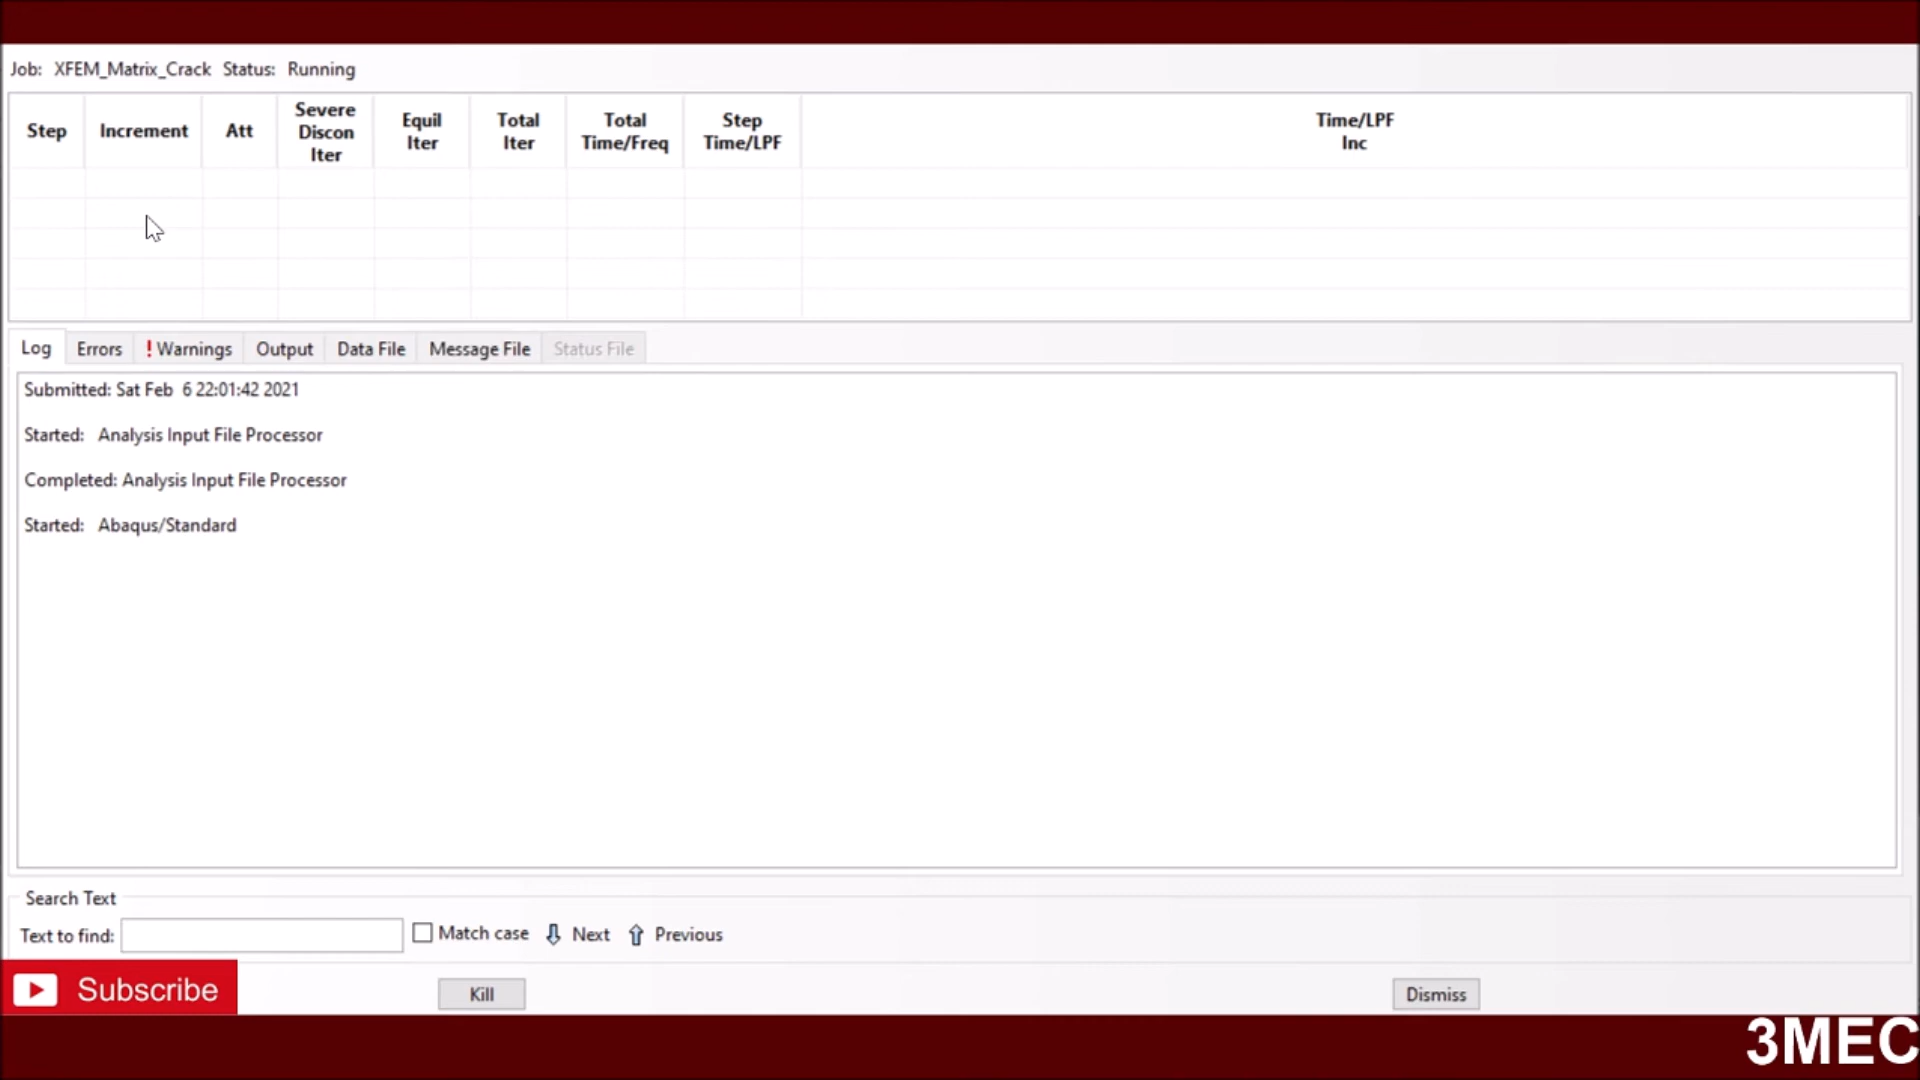 Job: XFEM_Matrix_Crack Status: Running
Step Increment Att Severe Discon Iter Equil Iter Total Iter Total Time/Freq Step Time/LPF Time/LPF Inc
Log Errors !Warnings Output Data File Message File Status File
Submitted: Sat Feb 6 22:01:42 2021
Started: Analysis Input File Processor
Completed: Analysis Input File Processor
Started: Abaqus/Standard
Search Text
Text to find: Match case Next Previous
Subscribe Kill Dismiss
3MEC